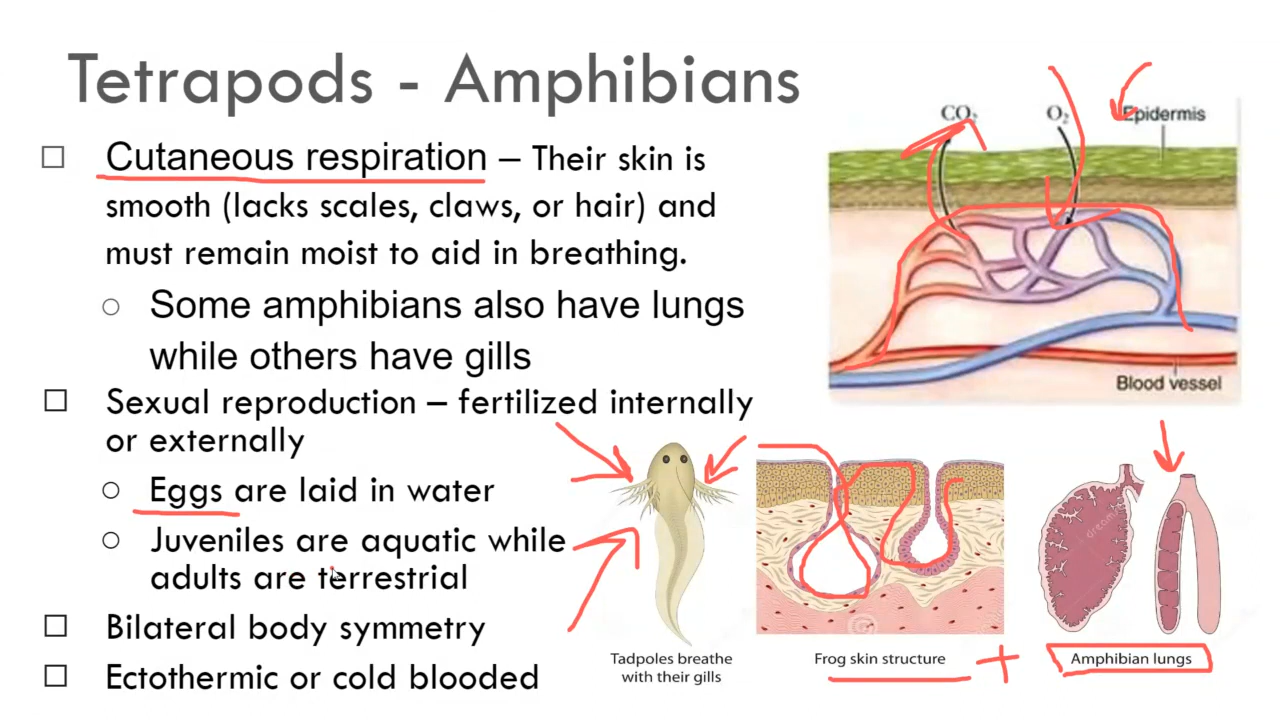 Tetrapods - Amphibians
Cutaneous respiration – Their skin is
smooth (lacks scales, claws, or hair) and
must remain moist to aid in breathing.
Some amphibians also have lungs
while others have gills
Sexual reproduction – fertilized internally
or externally
Eggs are laid in water
Juveniles are aquatic while
adults are terrestrial
Bilateral body symmetry
Ectothermic or cold blooded
CO₂
O₂
Epidermis
Blood vessel
Tadpoles breathe
with their gills
Frog skin structure
+
Amphibian lungs